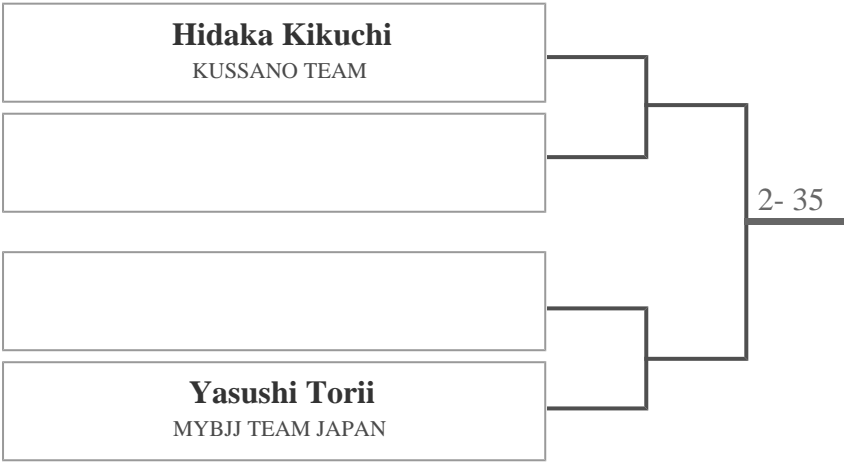 Hidaka Kikuchi
KUSSANO TEAM
2- 35
Yasushi Torii
MYBJJ TEAM JAPAN